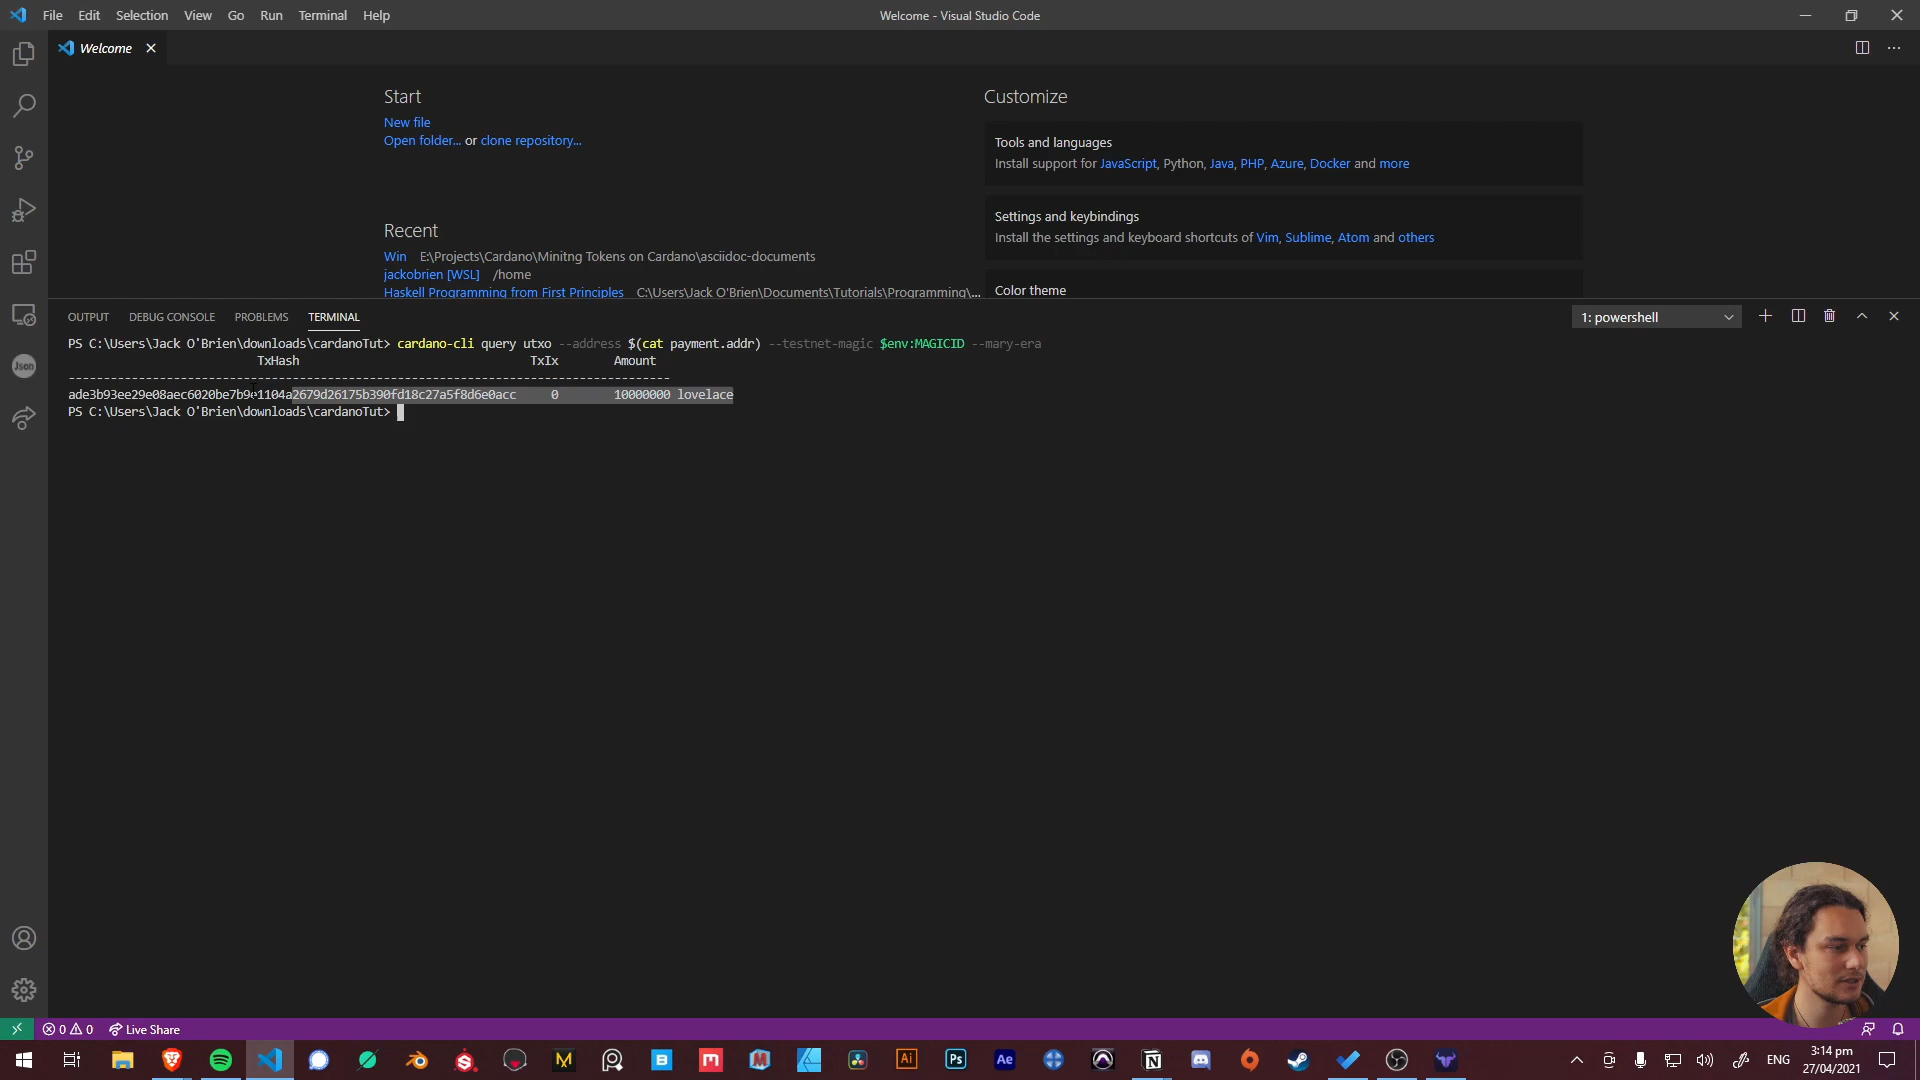 File Edit Selection View Go Run Terminal Help
Welcome - Visual Studio Code
Welcome
Start
New file
Open folder... or clone repository...
Recent
Win E:\Projects\Cardano\Minitng Tokens on Cardano\asciidoc-documents
jackobrien [WSL] /home
Haskell Programming from First Principles C:\Users\Jack O'Brien\Documents\Tutorials\Programming\...
Customize
Tools and languages
Install support for JavaScript, Python, Java, PHP, Azure, Docker and more
Settings and keybindings
Install the settings and keyboard shortcuts of Vim, Sublime, Atom and others
Color theme
OUTPUT DEBUG CONSOLE PROBLEMS TERMINAL
1: powershell
PS C:\Users\Jack O'Brien\downloads\cardanoTut> cardano-cli query utxo --address $(cat payment.addr) --testnet-magic $env:MAGICID --mary-era
TxHash TxIx Amount
--------------------------------------------------------------------------------------
ade3b93ee29e08aec6020be7b9e1104a2679d26175b390fd18c27a5f8d6e0acc 0 10000000 lovelace
PS C:\Users\Jack O'Brien\downloads\cardanoTut>
Json
0 0 Live Share
ENG
3:14 pm
27/04/2021